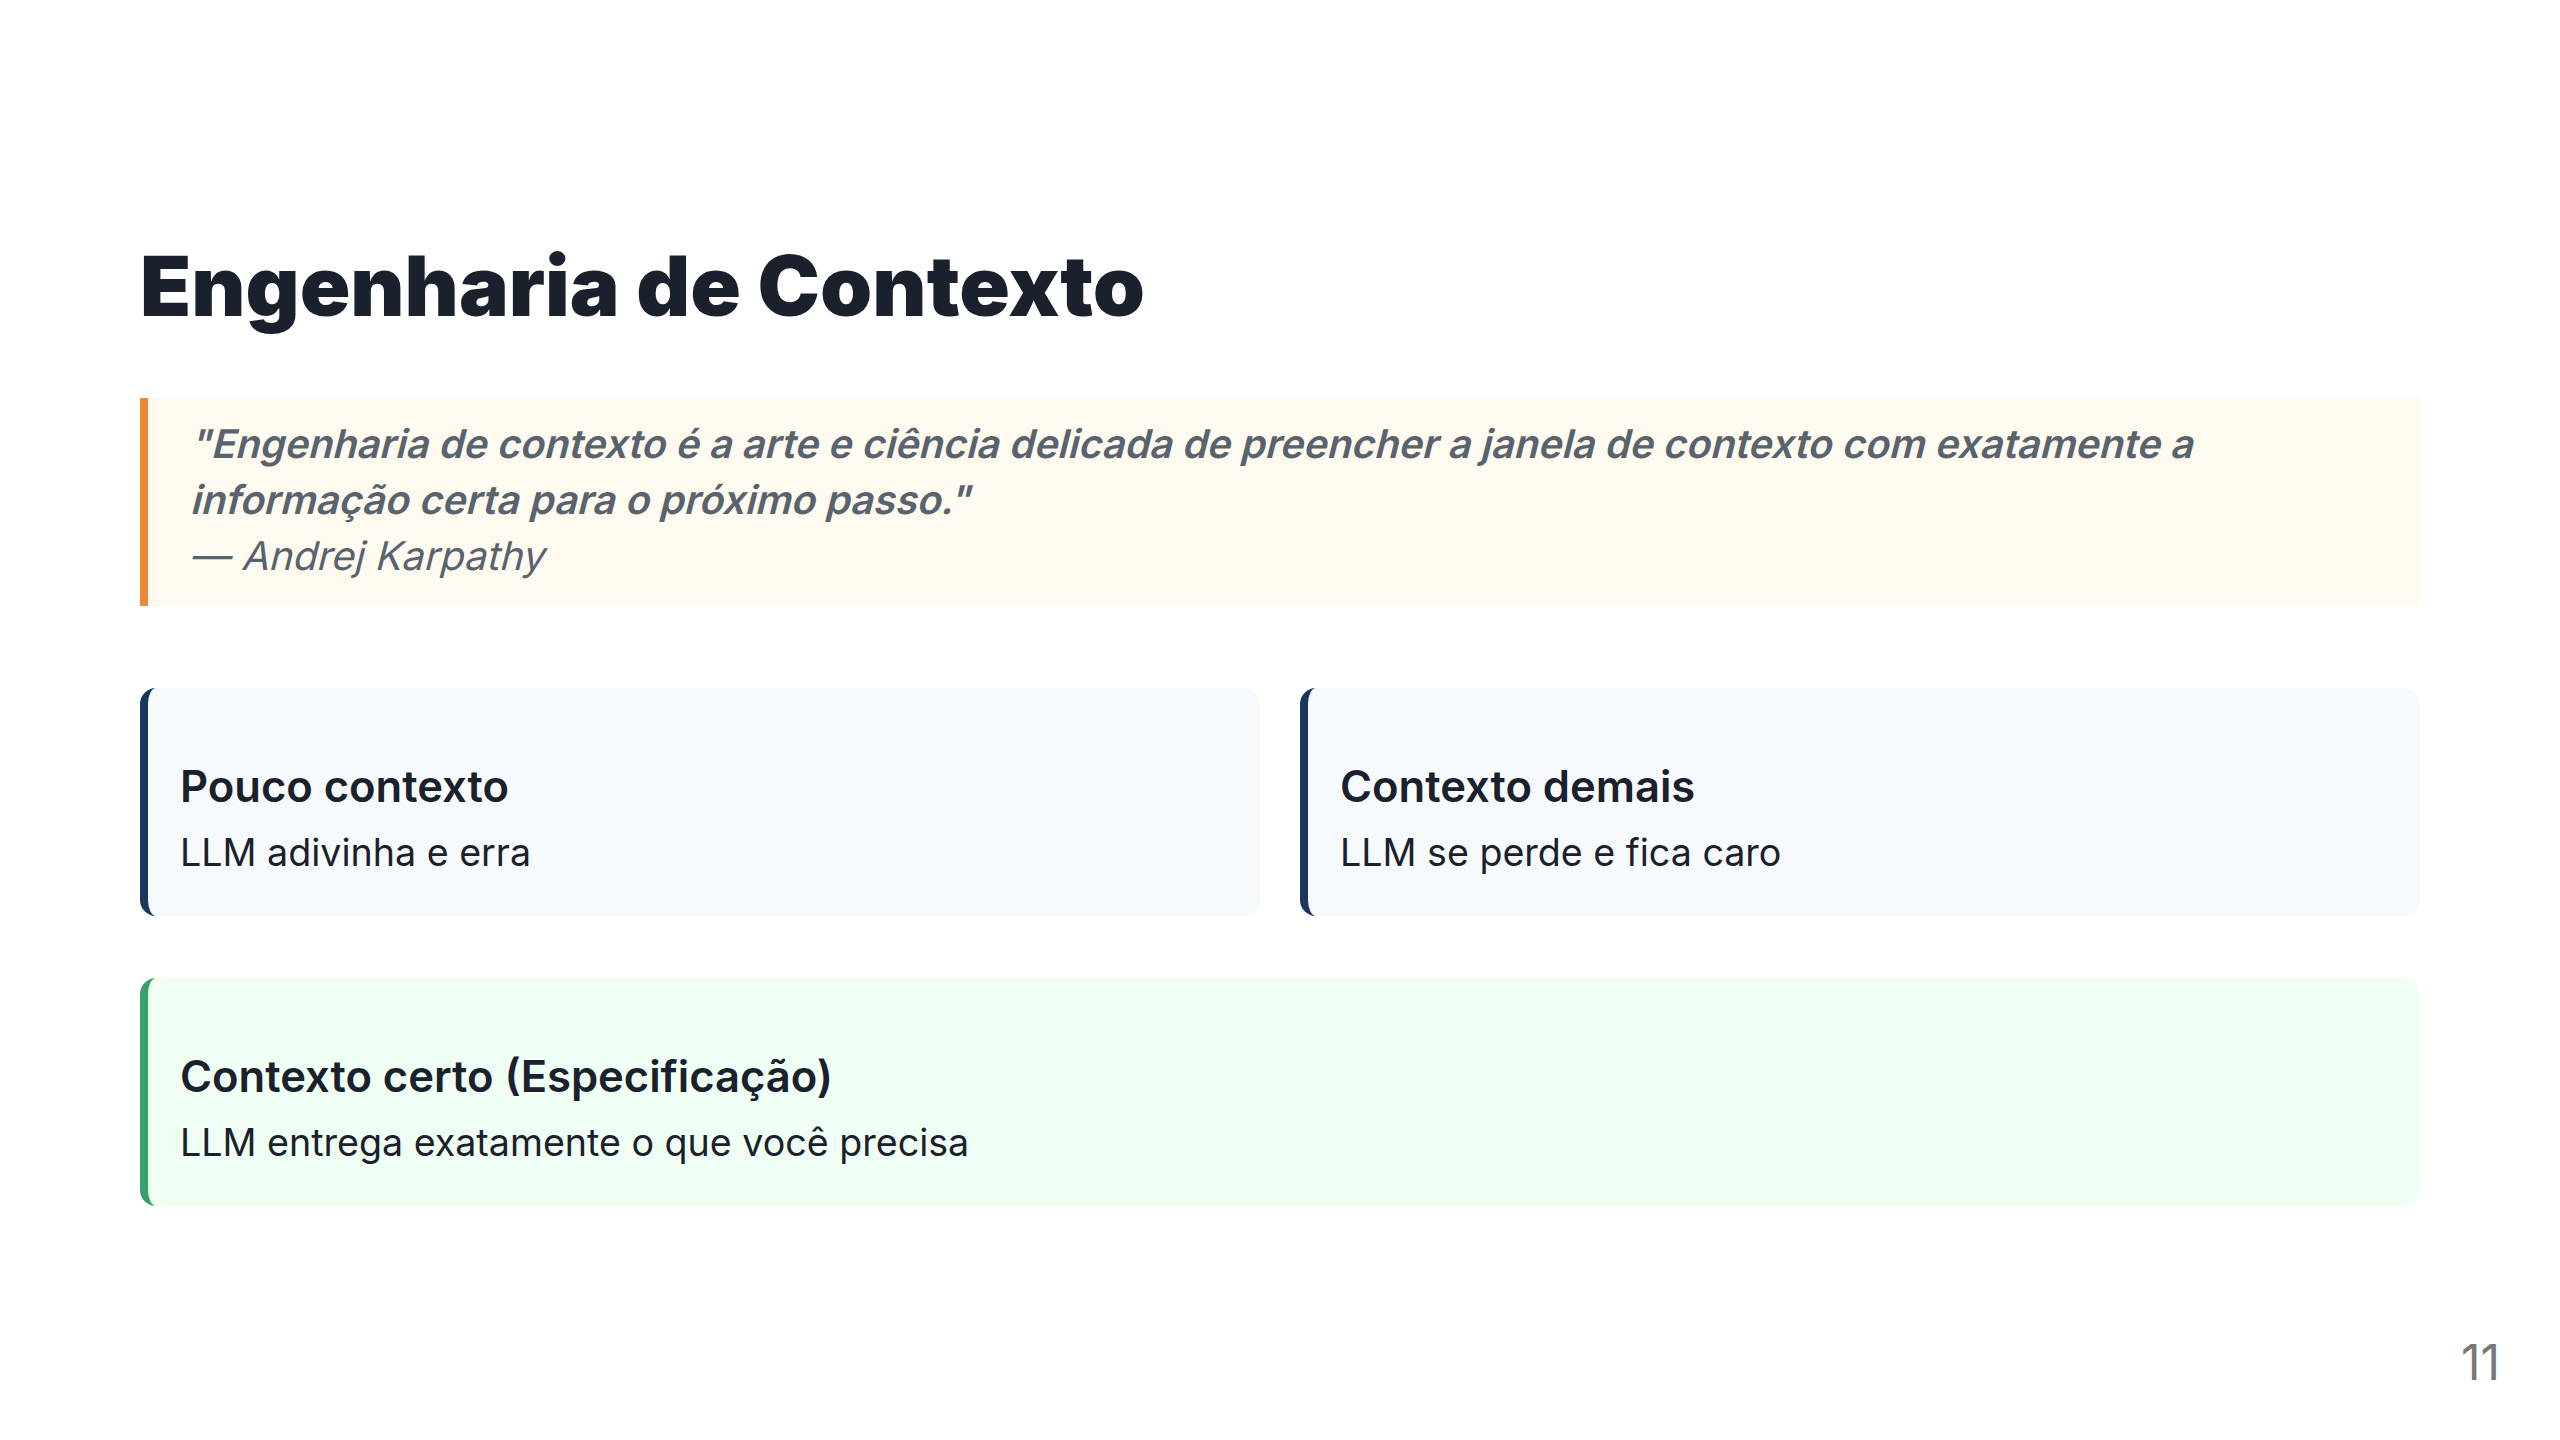 Engenharia de Contexto
"Engenharia de contexto é a arte e ciência delicada de preencher a janela de contexto com exatamente a
informação certa para o próximo passo."
— Andrej Karpathy
Pouco contexto
LLM adivinha e erra
Contexto demais
LLM se perde e fica caro
Contexto certo (Especificação)
LLM entrega exatamente o que você precisa
11